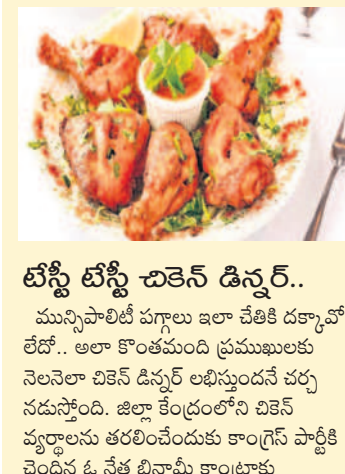 టేస్టీ టేస్టీ చికెన్ డిన్నర్..
మున్సిపాలిటీ పగ్గాలు ఇలా చేతికి దక్కావో
లేదో.. అలా కొంతమంది ప్రముఖులకు
నెలనెలా చికెన్ డిన్నర్ లభిస్తుందనే చర్చ
నడుస్తోంది. జిల్లా కేంద్రంలోని చికెన్
వ్యర్థాలను తరలించేందుకు కాంగ్రెస్ పార్టీకి
చెందిన ఓ నేత బినామీ కాంట్రాక్టు